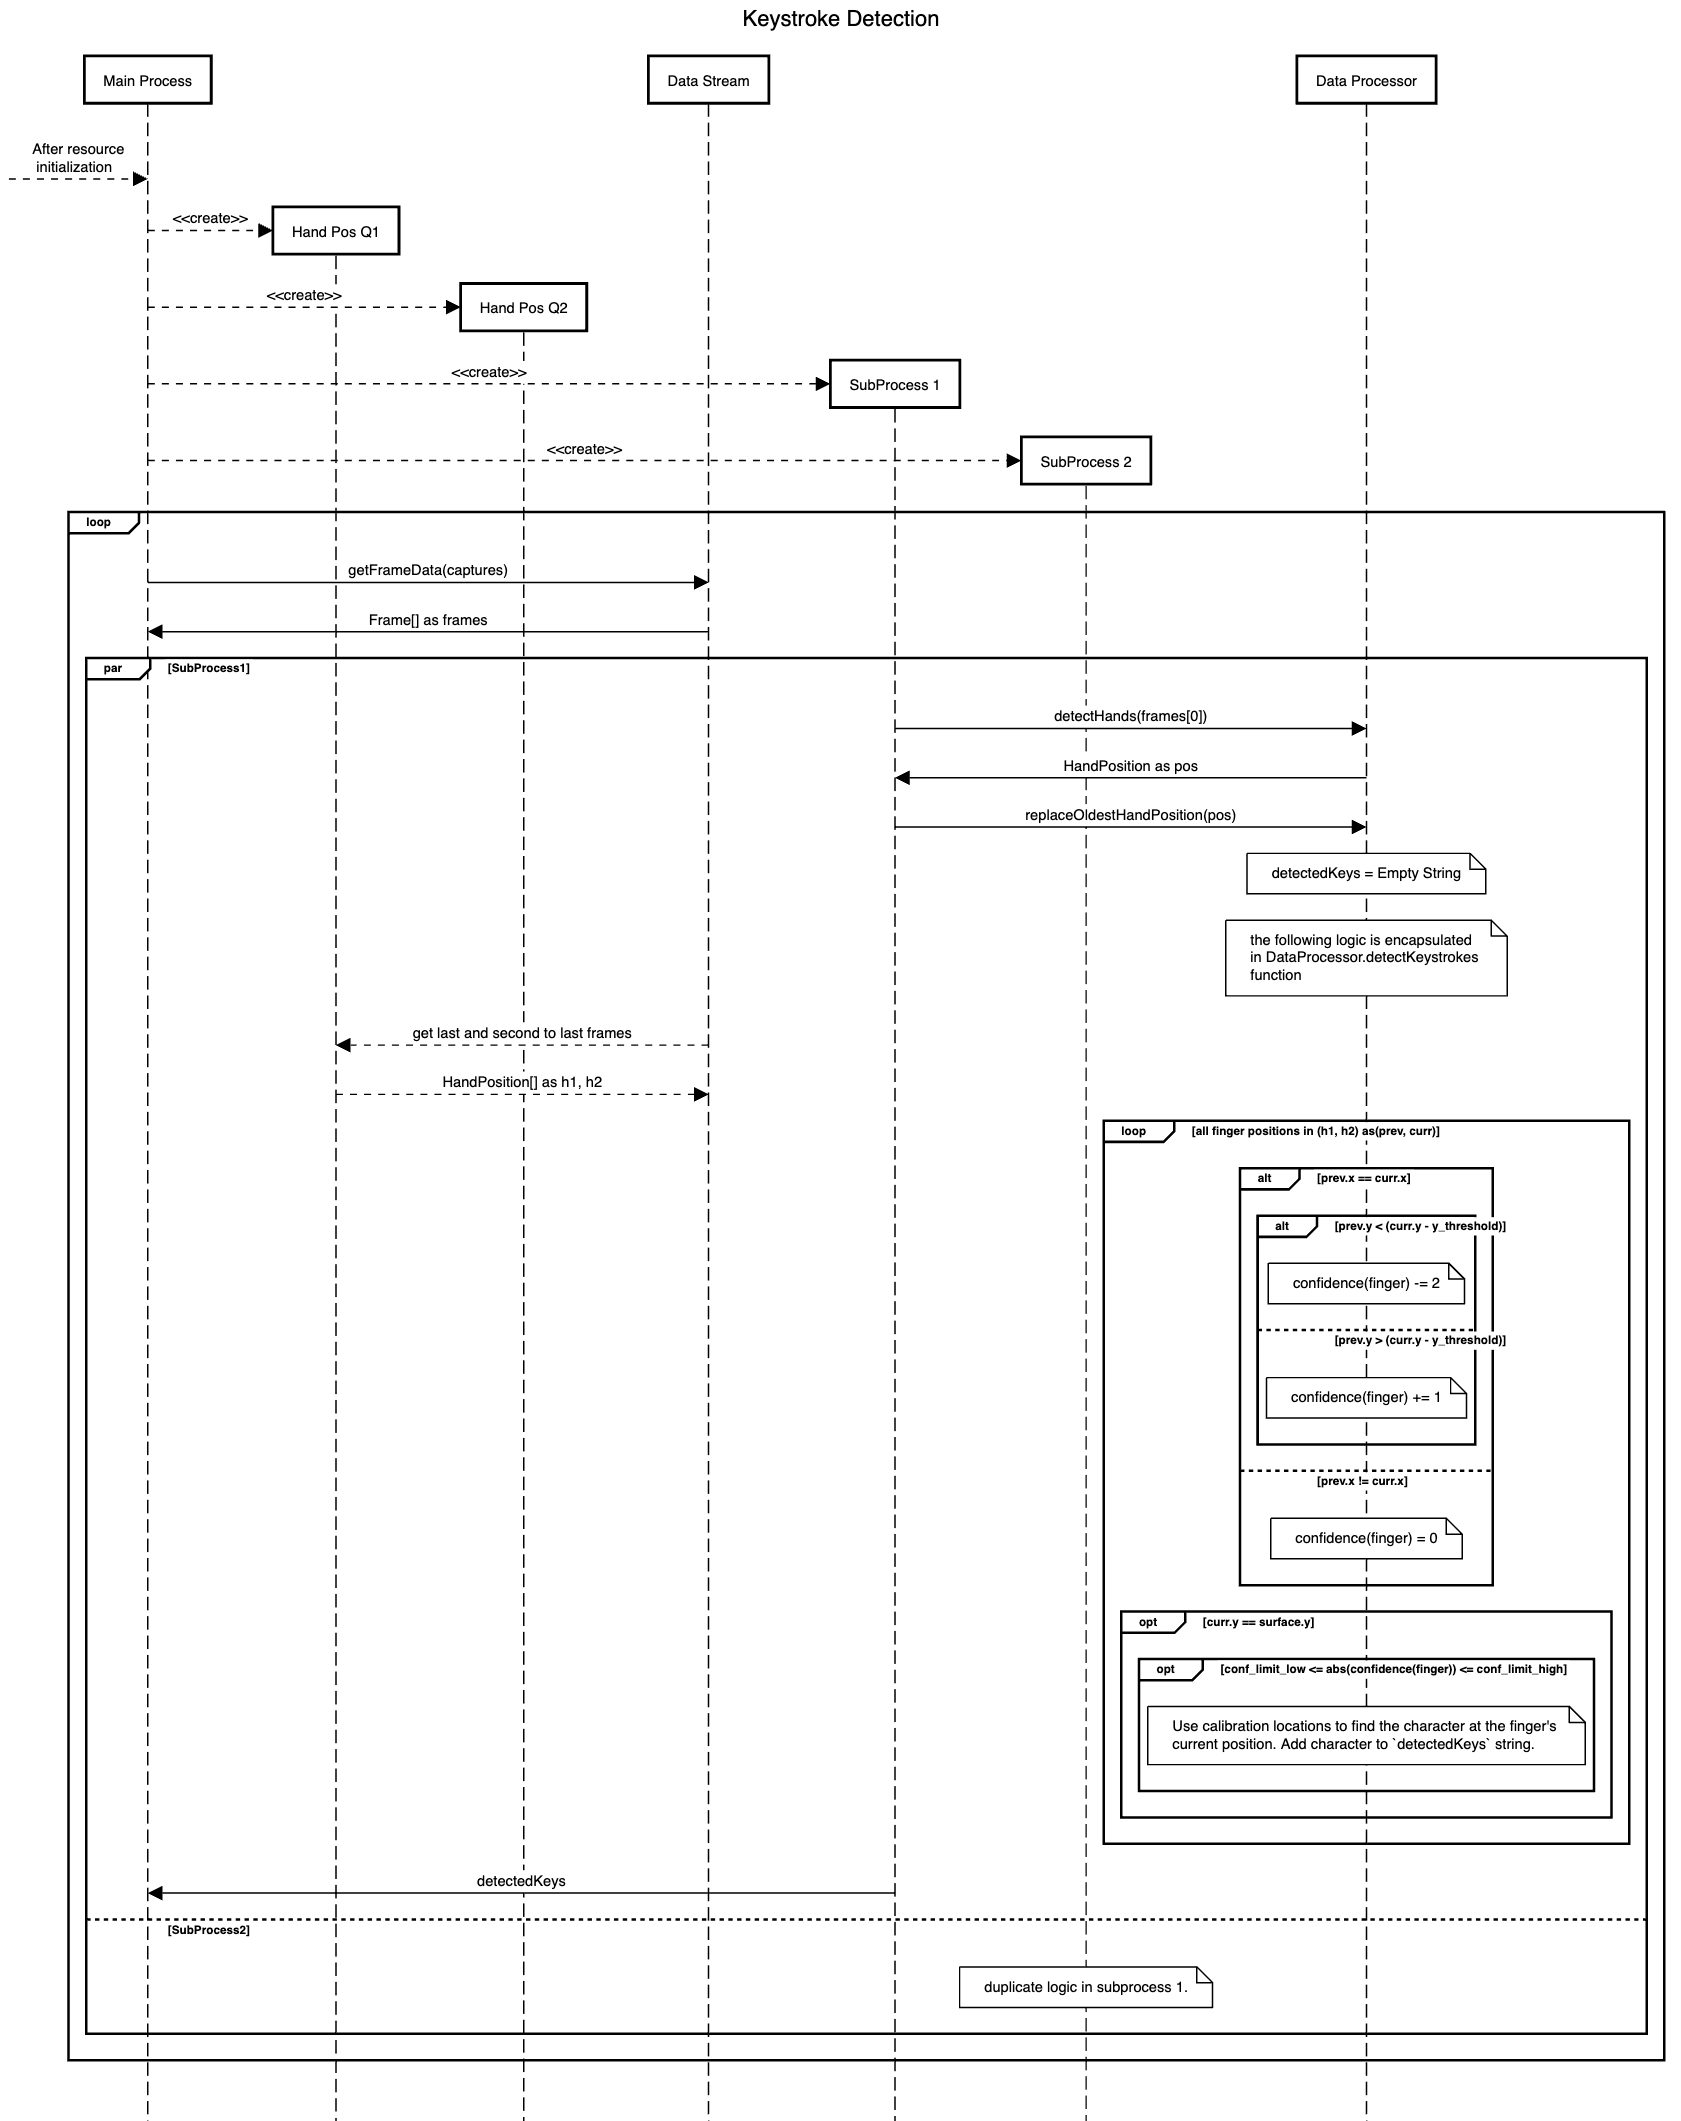 Keystroke Detection
Main Process
Data Stream
Data Processor
After resource
initialization
<<create>>
Hand Pos Q1
<<create>>
Hand Pos Q2
<<create>>
SubProcess 1
<<create>>
SubProcess 2
loop
getFrameData(captures)
Frame[] as frames
par [SubProcess1]
detectHands(frames[0])
HandPosition as pos
replaceOldestHandPosition(pos)
detectedKeys = Empty String
the following logic is encapsulated
in DataProcessor.detectKeystrokes
function
get last and second to last frames
HandPosition[] as h1, h2
loop [all finger positions in (h1, h2) as(prev, curr)]
alt [prev.x == curr.x]
alt [prev.y < (curr.y - y_threshold)]
confidence(finger) -= 2
[prev.y > (curr.y - y_threshold)]
confidence(finger) += 1
[prev.x != curr.x]
confidence(finger) = 0
opt [curr.y == surface.y]
opt [conf_limit_low <= abs(confidence(finger)) <= conf_limit_high]
Use calibration locations to find the character at the finger's
current position. Add character to `detectedKeys` string.
detectedKeys
[SubProcess2]
duplicate logic in subprocess 1.